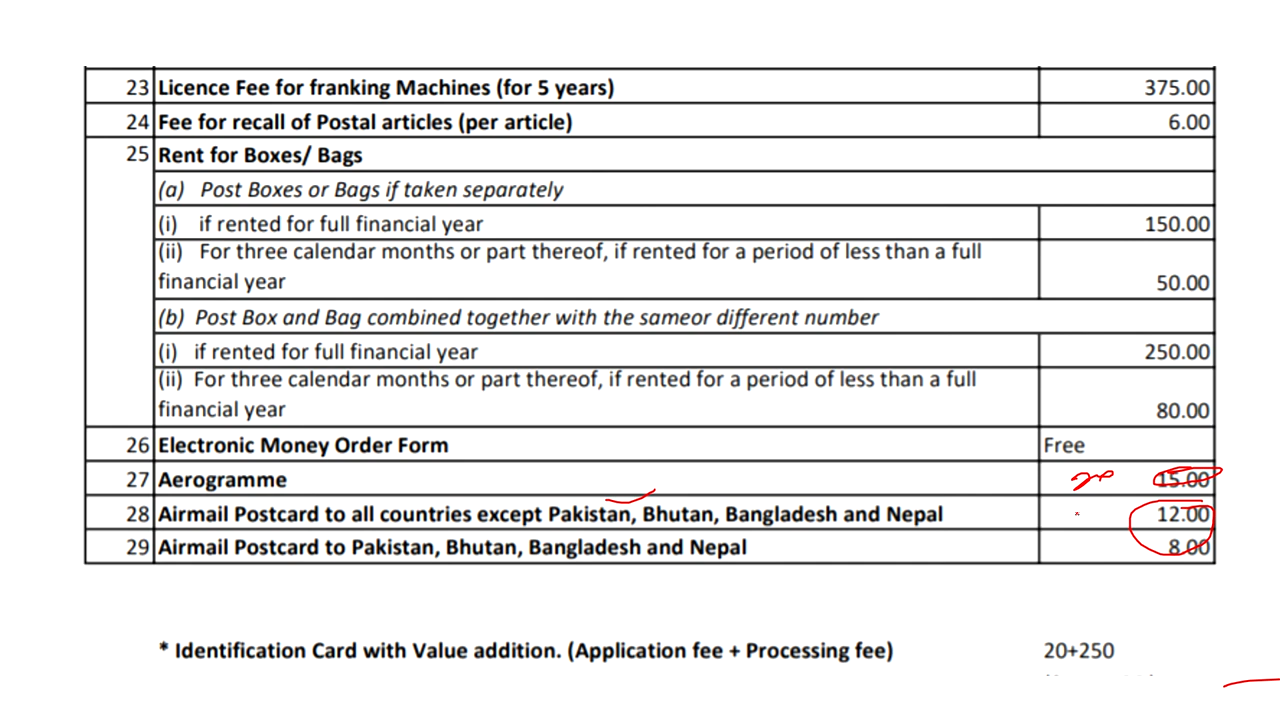 23 Licence Fee for franking Machines (for 5 years) 375.00
24 Fee for recall of Postal articles (per article) 6.00
25 Rent for Boxes/ Bags
(a) Post Boxes or Bags if taken separately
(i) if rented for full financial year 150.00
(ii) For three calendar months or part thereof, if rented for a period of less than a full
financial year 50.00
(b) Post Box and Bag combined together with the sameor different number
(i) if rented for full financial year 250.00
(ii) For three calendar months or part thereof, if rented for a period of less than a full
financial year 80.00
26 Electronic Money Order Form Free
27 Aerogramme 15.00
28 Airmail Postcard to all countries except Pakistan, Bhutan, Bangladesh and Nepal 12.00
29 Airmail Postcard to Pakistan, Bhutan, Bangladesh and Nepal 8.00
* Identification Card with Value addition. (Application fee + Processing fee) 20+250